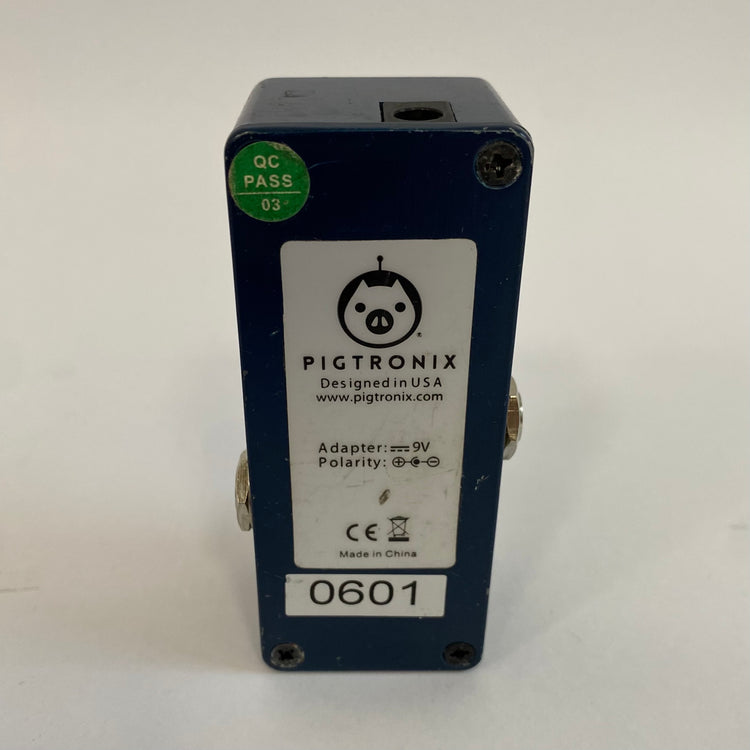 QC
PASS
03
®
PIGTRONIX
Designed in USA
www.pigtronix.com
Adapter: ⎓ 9V
Polarity: ⊕-●-⊖
CE
Made in China
0601